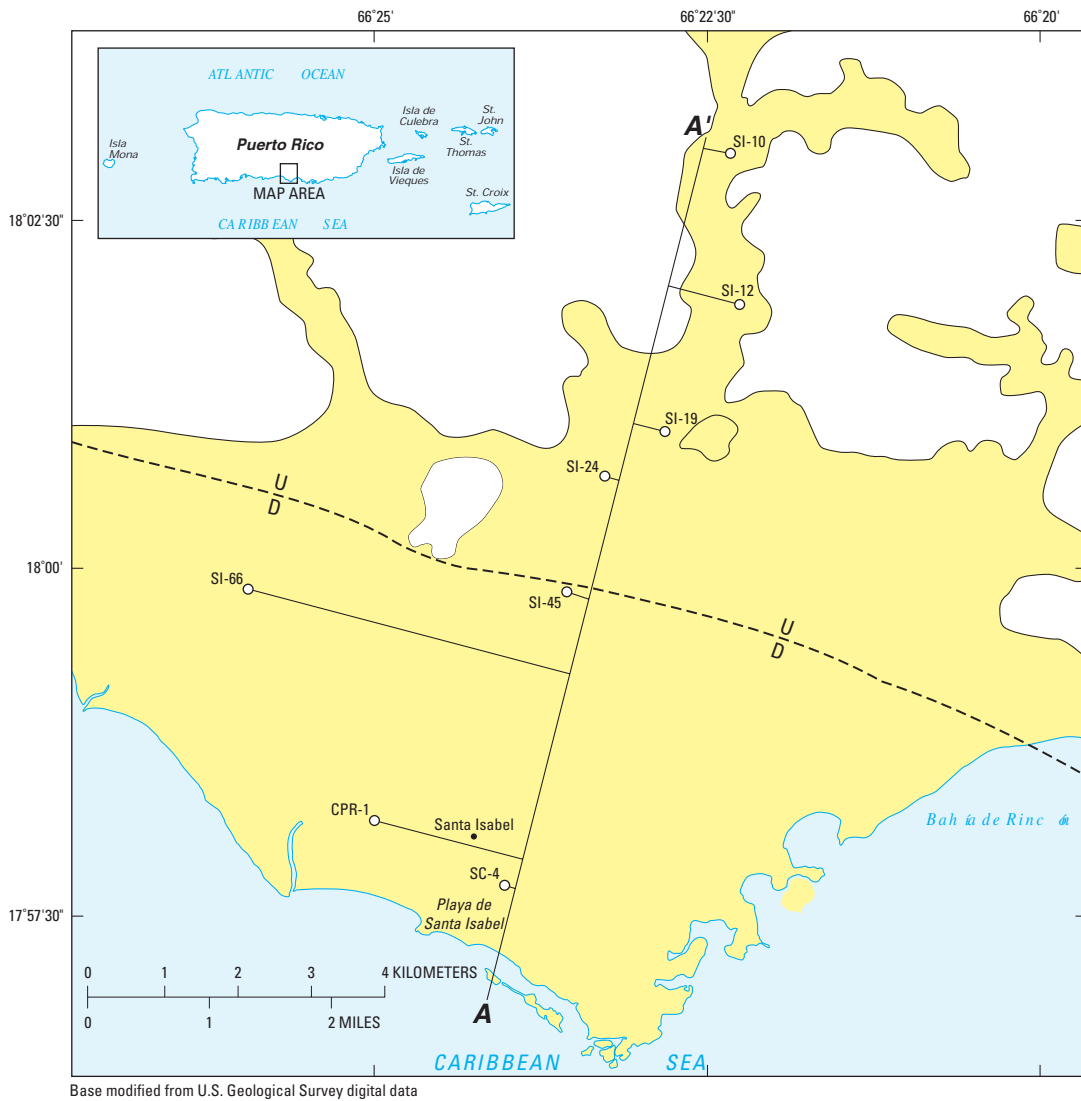 66°25'
66°22'30"
66°20'
ATLANTIC OCEAN
Isla Mona
Puerto Rico
Isla de Culebra
St. Thomas
St. John
Isla de Vieques
St. Croix
MAP AREA
CARIBBEAN SEA
A'
SI-10
18°02'30"
SI-12
SI-19
SI-24
U
D
18°00'
SI-66
SI-45
U
D
CPR-1
Santa Isabel
Bahía de Rincón
SC-4
Playa de
Santa Isabel
17°57'30"
0 1 2 3 4 KILOMETERS
0 1 2 MILES
A
CARIBBEAN SEA
Base modified from U.S. Geological Survey digital data